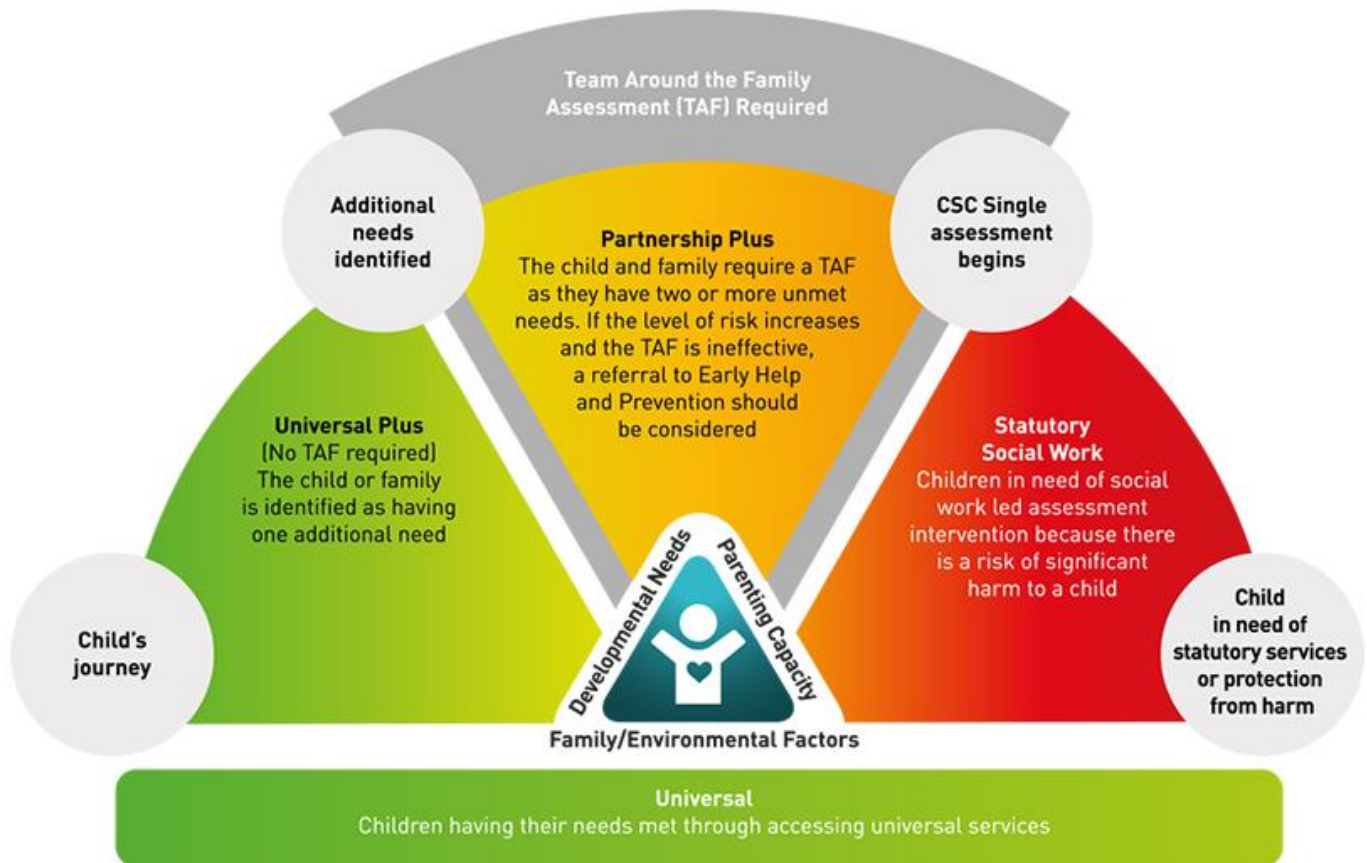 Team Around the Family
Assessment (TAF) Required
Additional
needs
identified
CSC Single
assessment
begins
Partnership Plus
The child and family require a TAF
as they have two or more unmet
needs. If the level of risk increases
and the TAF is ineffective,
a referral to Early Help
and Prevention should
be considered
Universal Plus
(No TAF required)
The child or family
is identified as having
one additional need
Statutory
Social Work
Children in need of social
work led assessment
intervention because there
is a risk of significant
harm to a child
Child's
journey
Developmental Needs
Parenting Capacity
Family/Environmental Factors
Child
in need of
statutory services
or protection
from harm
Universal
Children having their needs met through accessing universal services